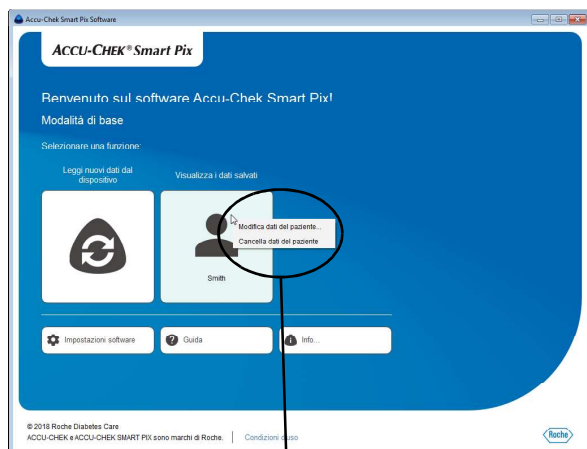 Accu-Chek Smart Pix Software
ACCU-CHEK® Smart Pix
Benvenuto sul software Accu-Chek Smart Pix!
Modalità di base
Selezionare una funzione:
Leggi nuovi dati dal
dispositivo
Visualizza i dati salvati
Modifica dati del paziente...
Cancella dati del paziente
Smith
Impostazioni software
Guida
Info...
© 2018 Roche Diabetes Care
ACCU-CHEK e ACCU-CHEK SMART PIX sono marchi di Roche.
Condizioni d'uso
Roche